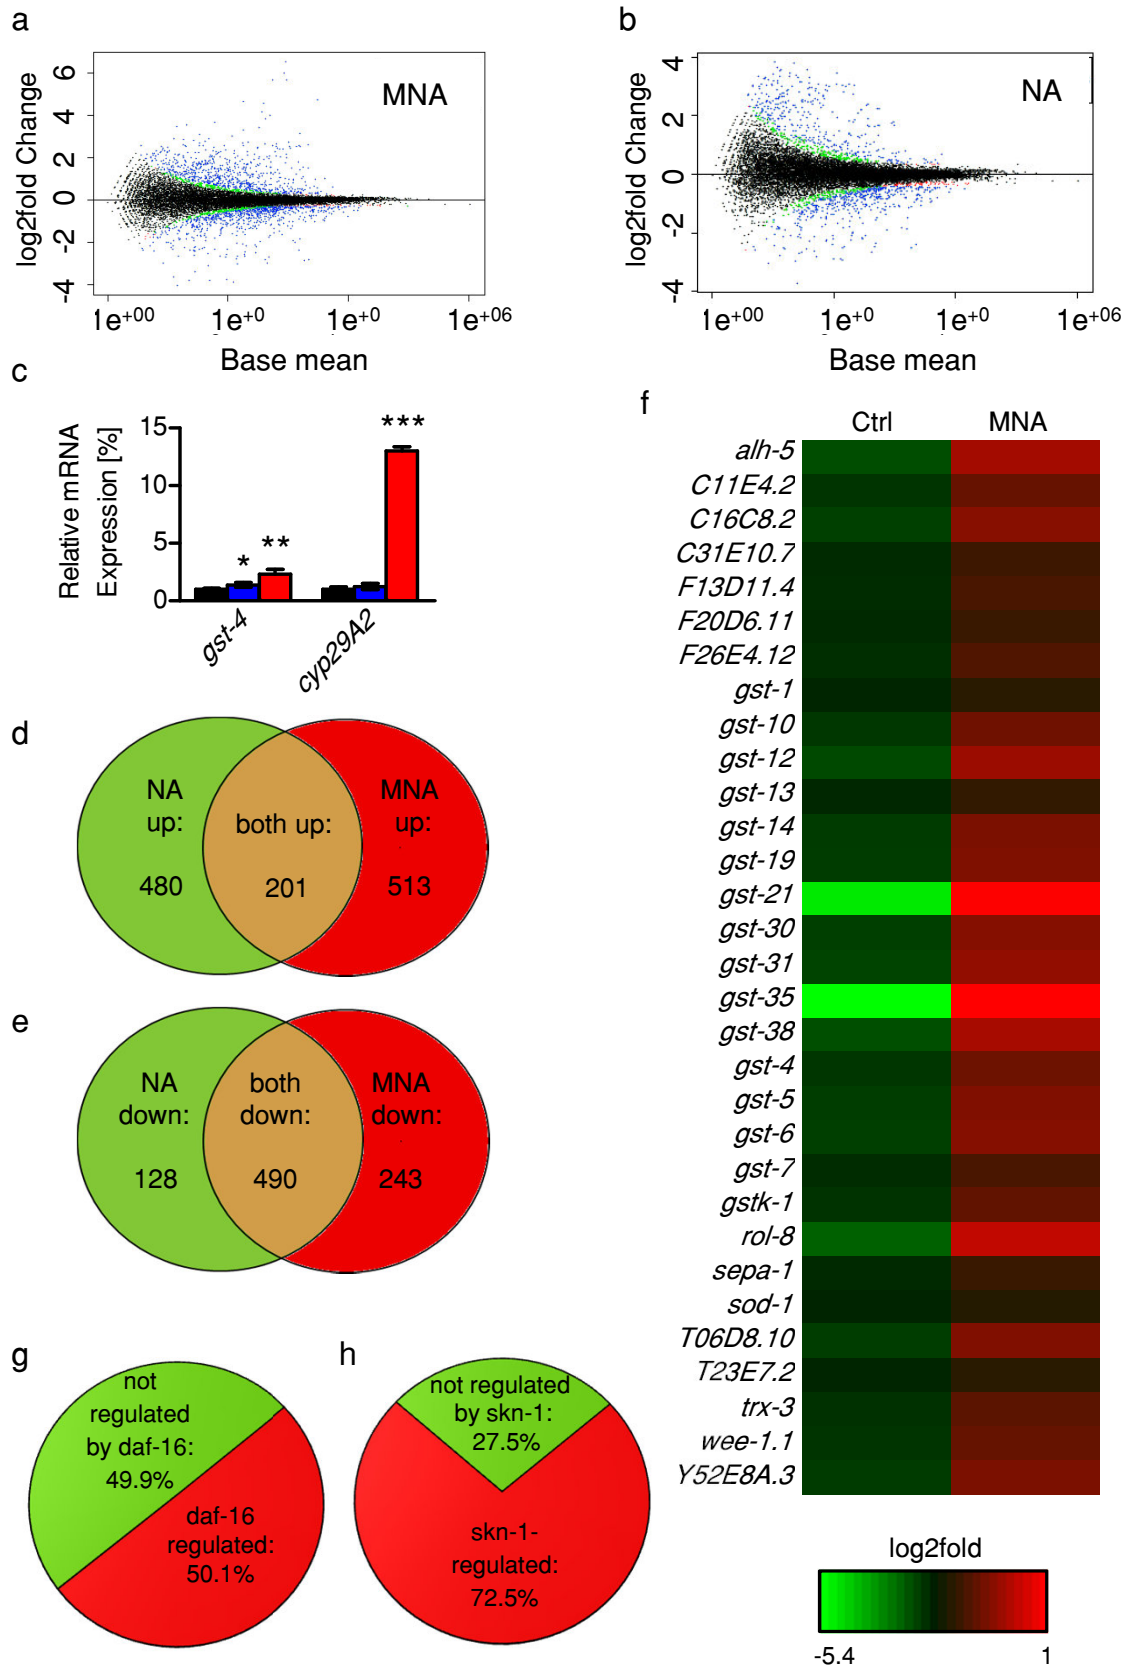 a
6
4
2
0
-2
-4
log2fold Change
MNA
1e+00
1e+0
1e+0
1e+06
Base mean
b
4
2
0
-2
-4
log2fold Change
NA
1e+00
1e+0
1e+0
1e+06
Base mean
c
Relative mRNA
Expression [%]
15
10
5
0
*
**
***
gst-4
cyp29A2
d
NA
up:
480
both up:
201
MNA
up:
513
e
NA
down:
128
both
down:
490
MNA
down:
243
f
Ctrl
MNA
alh-5
C11E4.2
C16C8.2
C31E10.7
F13D11.4
F20D6.11
F26E4.12
gst-1
gst-10
gst-12
gst-13
gst-14
gst-19
gst-21
gst-30
gst-31
gst-35
gst-38
gst-4
gst-5
gst-6
gst-7
gstk-1
rol-8
sepa-1
sod-1
T06D8.10
T23E7.2
trx-3
wee-1.1
Y52E8A.3
log2fold
-5.4
1
g
not
regulated
by daf-16:
49.9%
daf-16
regulated:
50.1%
h
not regulated
by skn-1:
27.5%
skn-1-
regulated:
72.5%